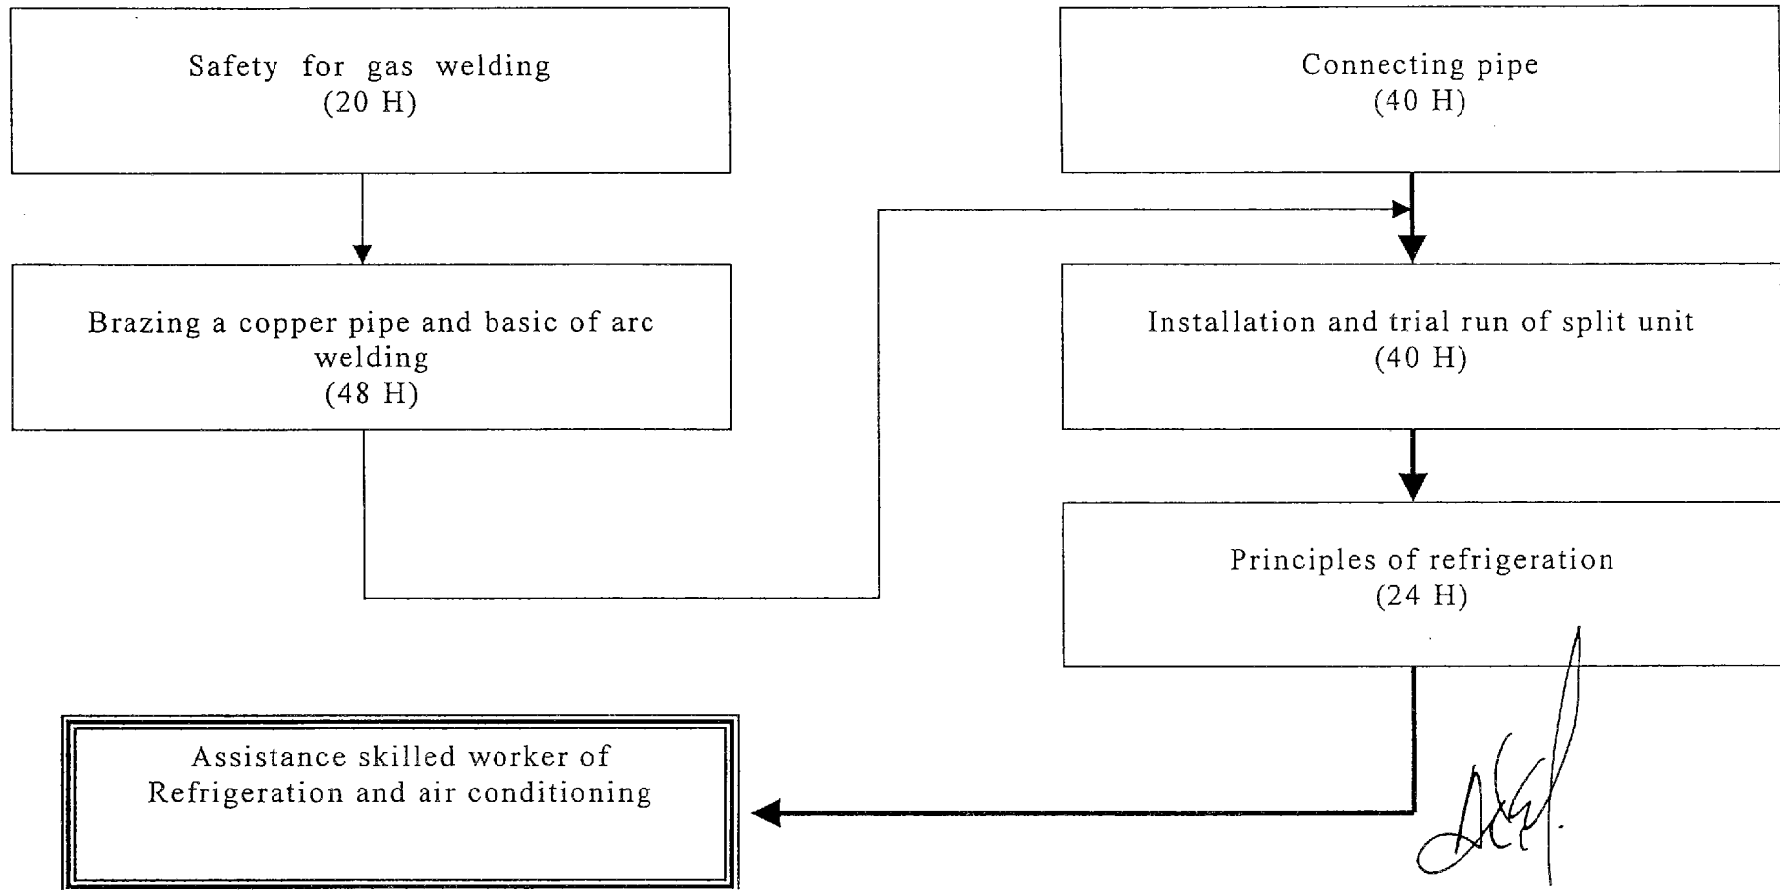 Safety for gas welding
(20 H)
Brazing a copper pipe and basic of arc
welding
(48 H)
Connecting pipe
(40 H)
Installation and trial run of split unit
(40 H)
Principles of refrigeration
(24 H)
Assistance skilled worker of
Refrigeration and air conditioning